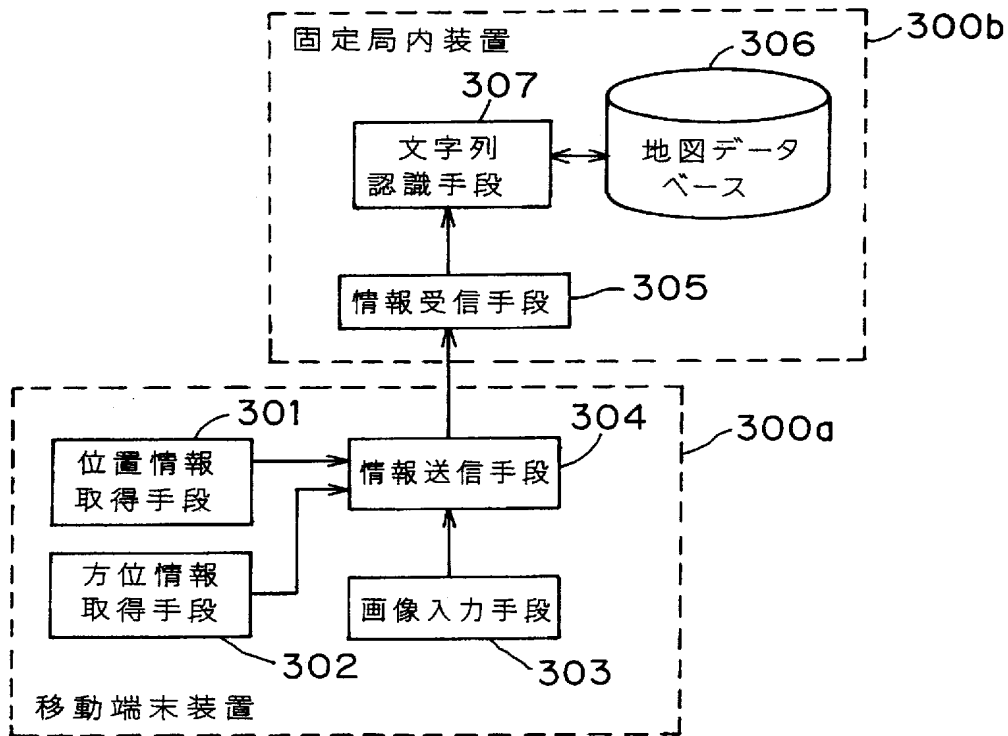 固定局内装置
300b
306
307
文字列
認識手段
地図データ
ベース
情報受信手段
305
301
304
300a
位置情報
取得手段
情報送信手段
方位情報
取得手段
画像入力手段
302
303
移動端末装置